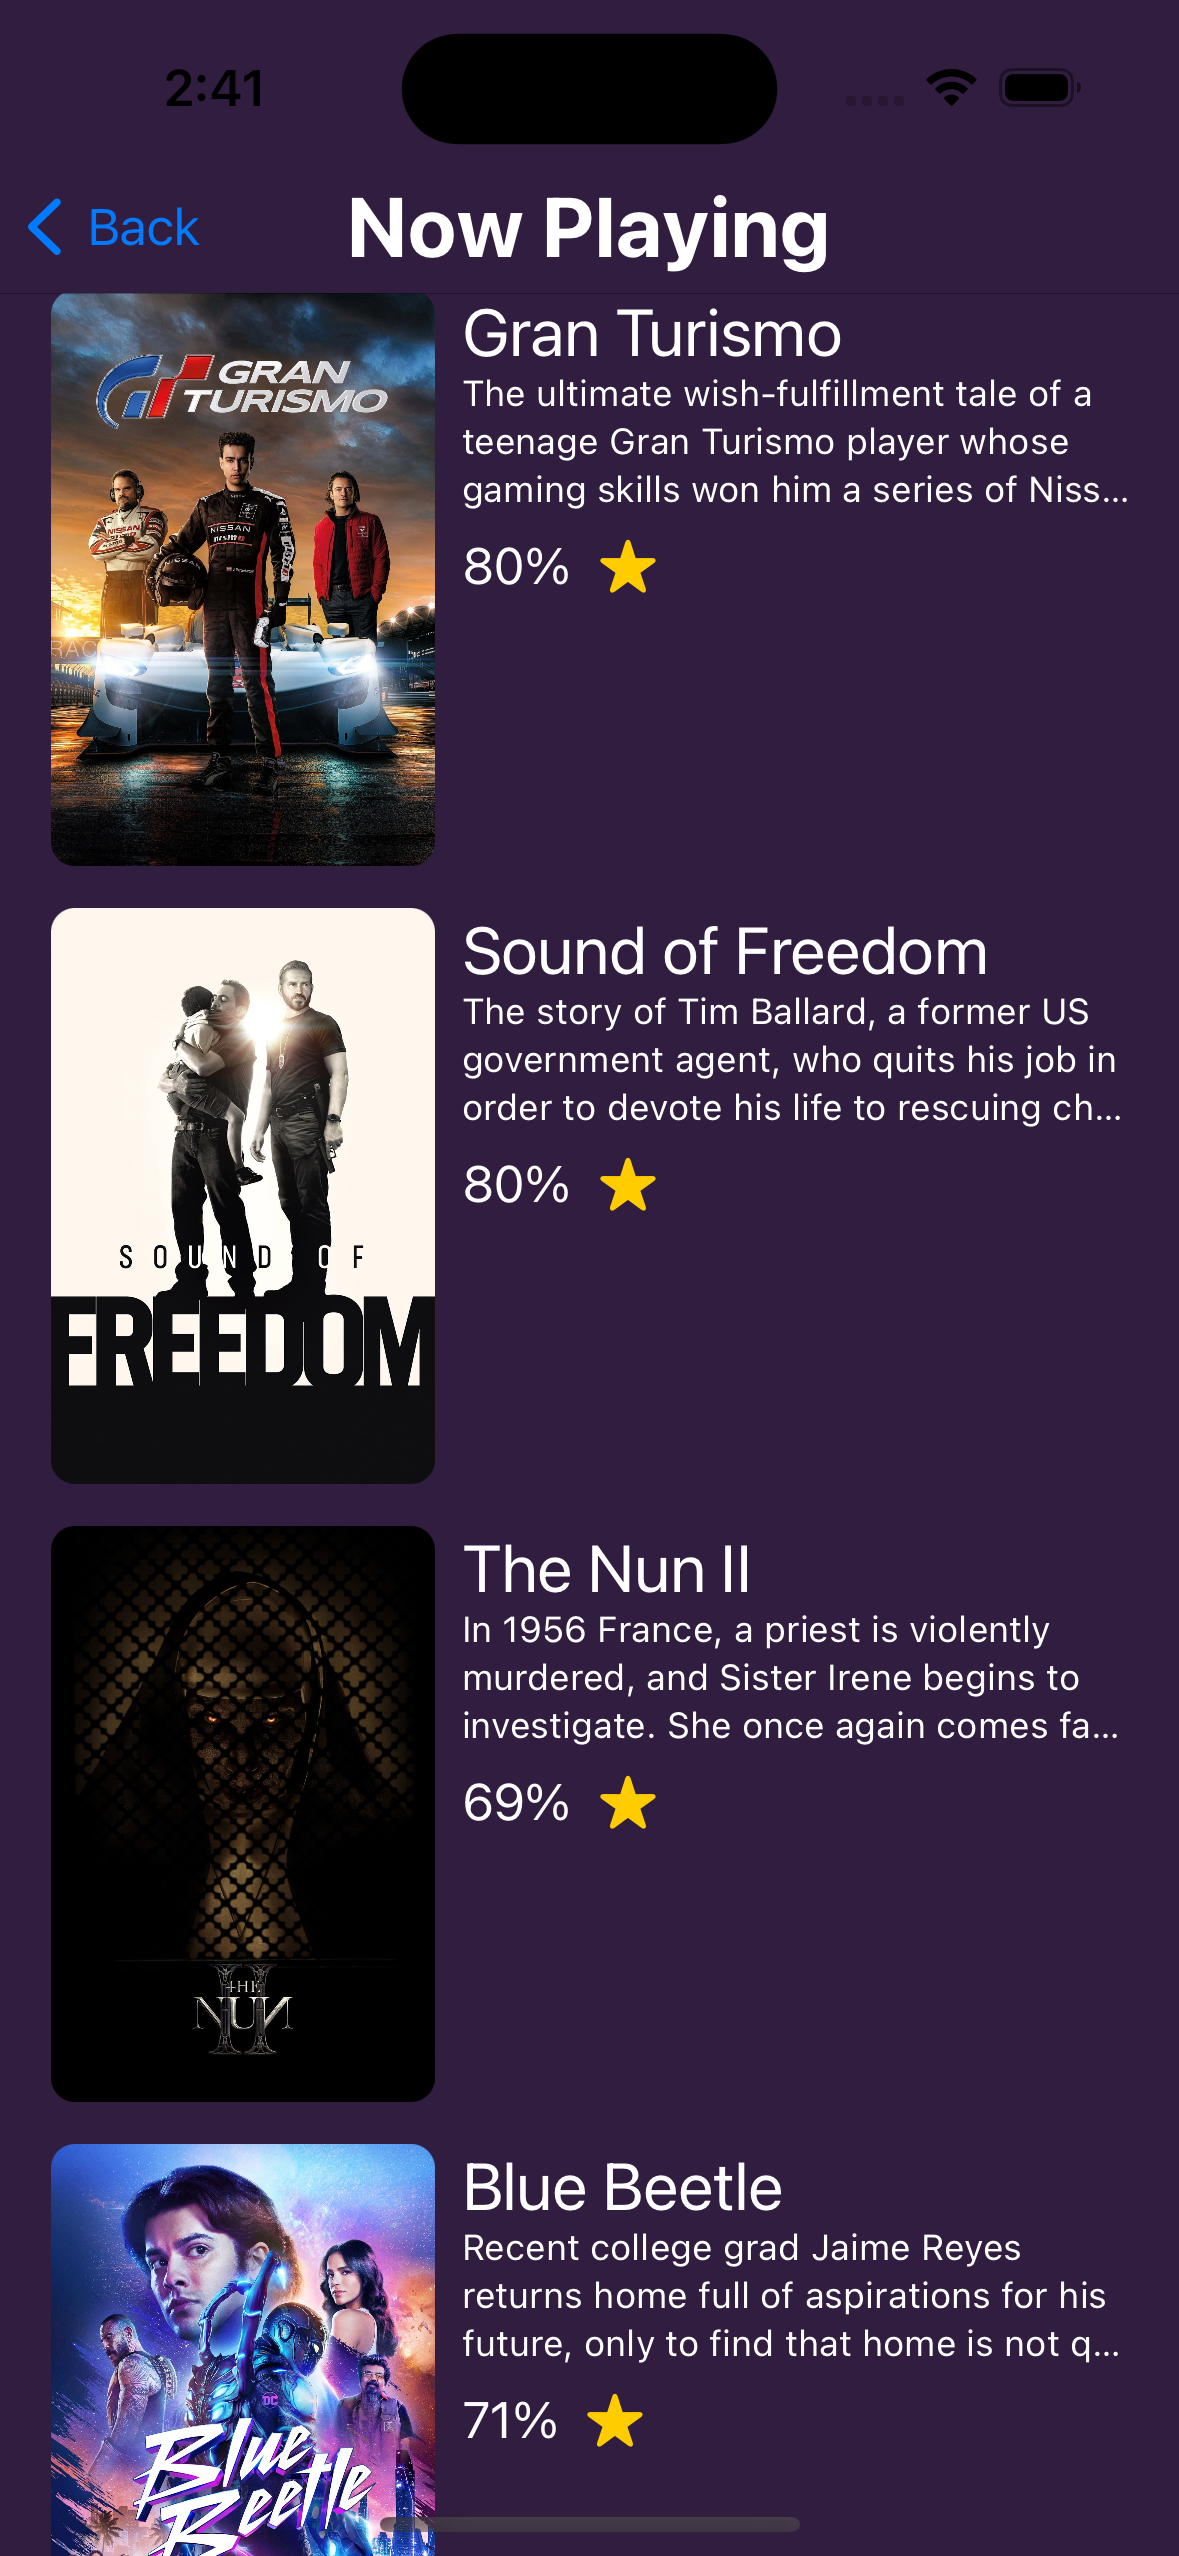 2:41
Back
Now Playing
GRAN
TURISMO
NISSAN
NISSAN
Gran Turismo
The ultimate wish-fulfillment tale of a
teenage Gran Turismo player whose
gaming skills won him a series of Niss...
80%
SOUND OF
FREEDOM
Sound of Freedom
The story of Tim Ballard, a former US
government agent, who quits his job in
order to devote his life to rescuing ch...
80%
THE
NUN
II
The Nun II
In 1956 France, a priest is violently
murdered, and Sister Irene begins to
investigate. She once again comes fa...
69%
DC
Blue
Beetle
Blue Beetle
Recent college grad Jaime Reyes
returns home full of aspirations for his
future, only to find that home is not q...
71%